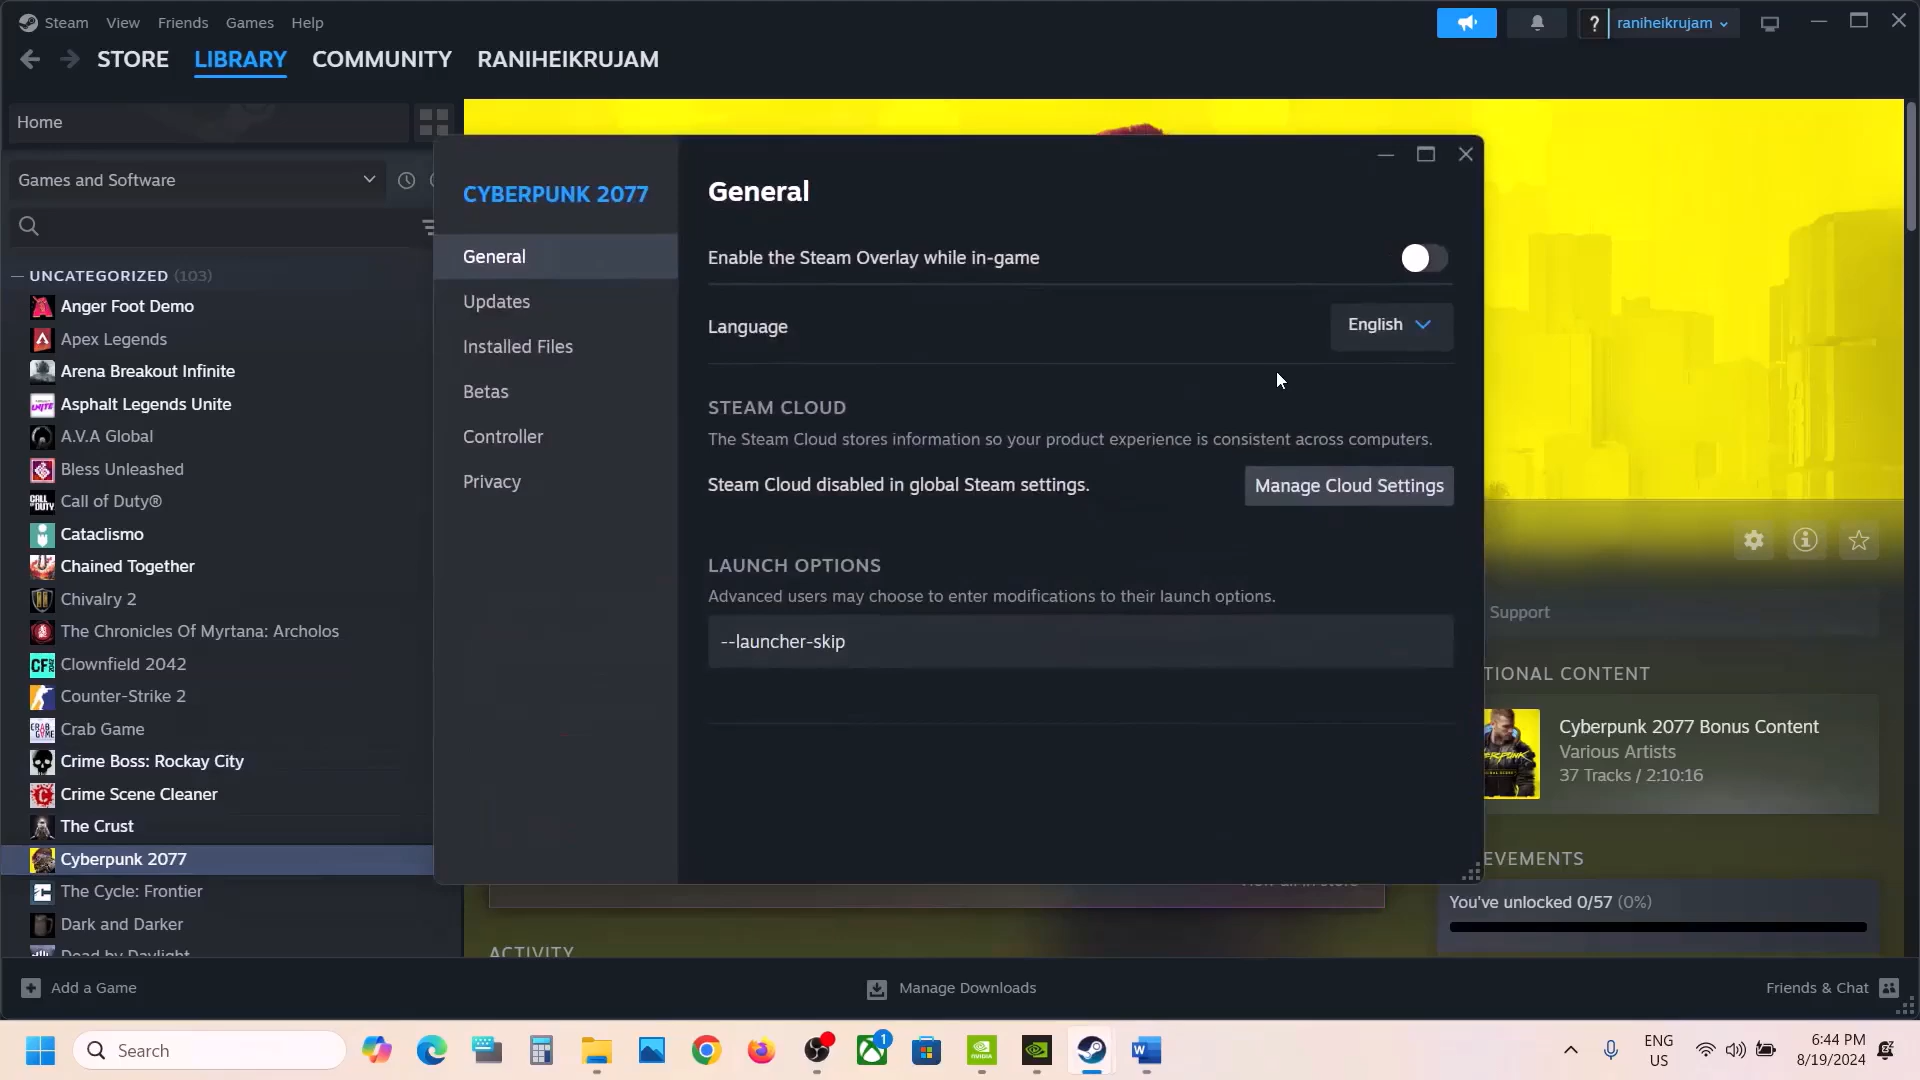 Steam View Friends Games Help
? raniheikrujam
STORE LIBRARY COMMUNITY RANIHEIKRUJAM
Home
Games and Software
UNCATEGORIZED (103)
Anger Foot Demo
Apex Legends
Arena Breakout Infinite
Asphalt Legends Unite
A.V.A Global
Bless Unleashed
Call of Duty®
Cataclismo
Chained Together
Chivalry 2
The Chronicles Of Myrtana: Archolos
Clownfield 2042
Counter-Strike 2
Crab Game
Crime Boss: Rockay City
Crime Scene Cleaner
The Crust
Cyberpunk 2077
The Cycle: Frontier
Dark and Darker
Dead by Daylight
CYBERPUNK 2077
General
Updates
Installed Files
Betas
Controller
Privacy
General
Enable the Steam Overlay while in-game
Language English
STEAM CLOUD
The Steam Cloud stores information so your product experience is consistent across computers.
Steam Cloud disabled in global Steam settings. Manage Cloud Settings
LAUNCH OPTIONS
Advanced users may choose to enter modifications to their launch options.
--launcher-skip
Support
TIONAL CONTENT
Cyberpunk 2077 Bonus Content
Various Artists
37 Tracks / 2:10:16
EVEMENTS
You've unlocked 0/57 (0%)
ACTIVITY
Add a Game Manage Downloads Friends & Chat
Search
1
ENG
US
6:44 PM
8/19/2024